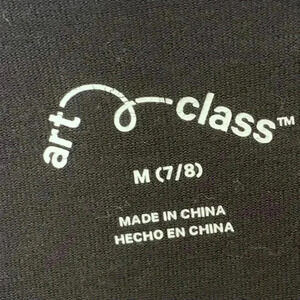 art class™
M (7/8)
MADE IN CHINA
HECHO EN CHINA